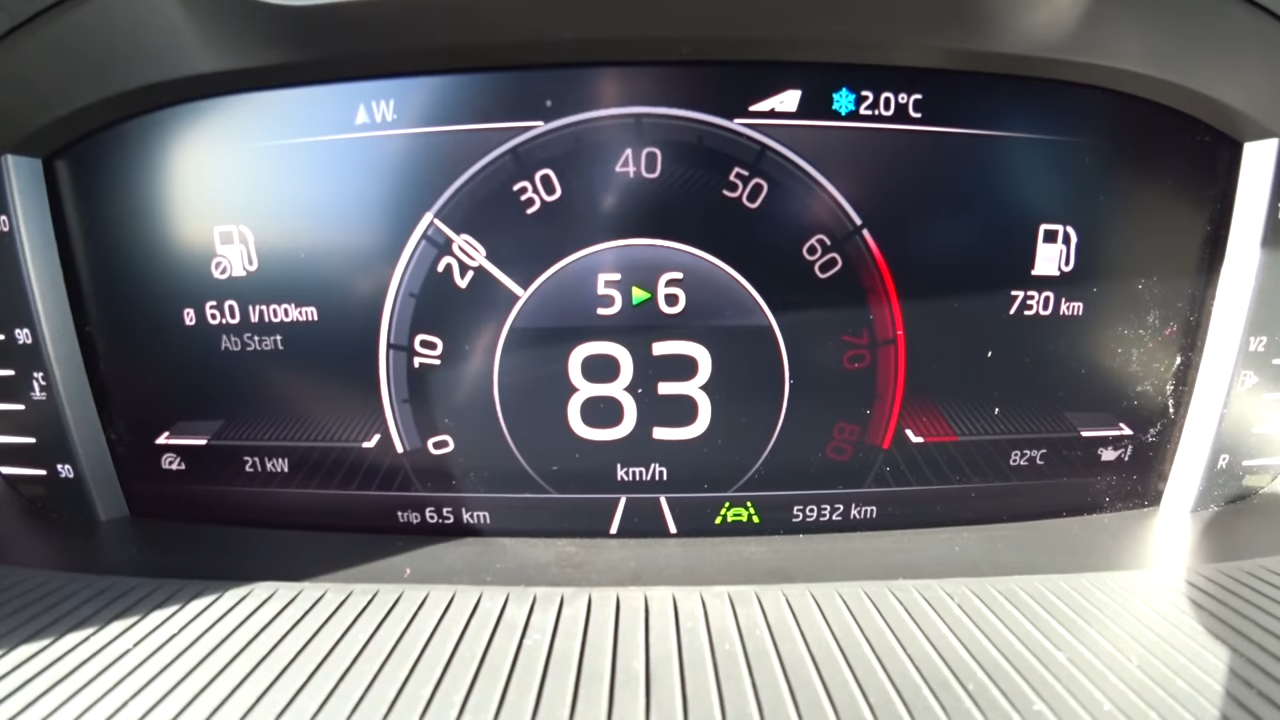 W.
2.0°C
30 40 50
20 60
10 70
0 80
5 ▶ 6
83
km/h
ø 6.0 l/100km
Ab Start
730 km
21 kW
82°C
trip 6.5 km
5932 km
90
50
1/2
R